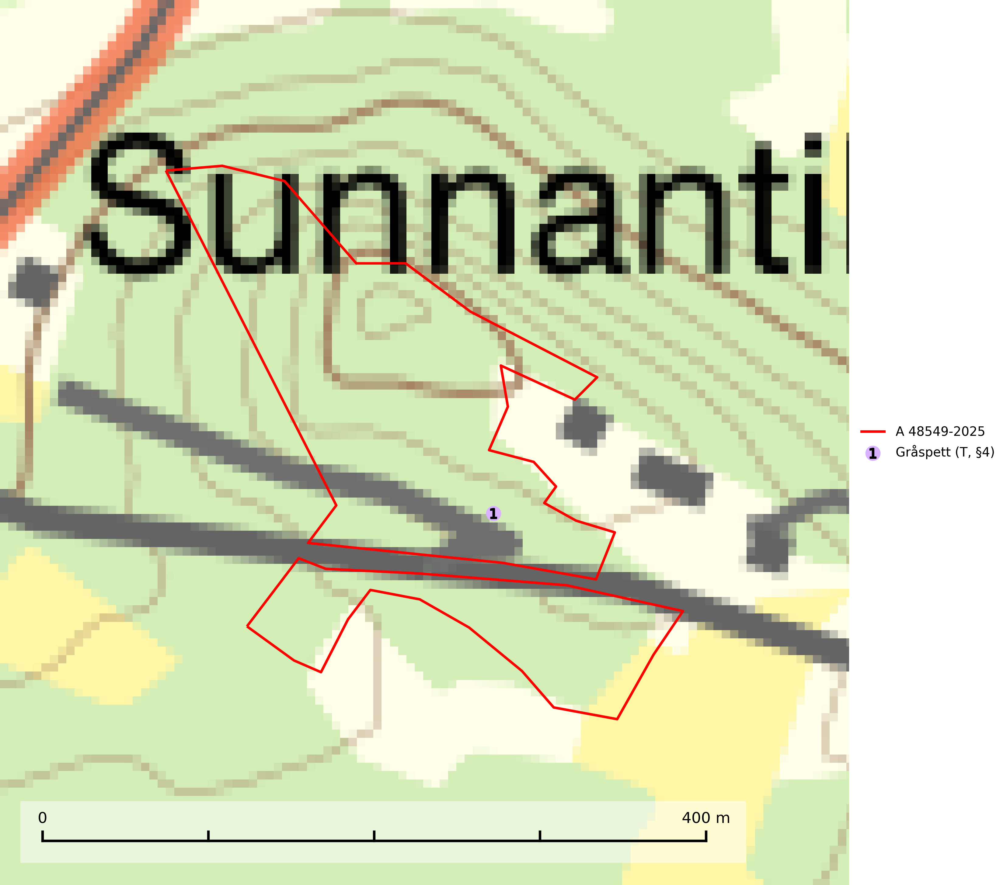 Sunnanti
1
A 48549-2025
1 Gråspett (T, §4)
0 400 m